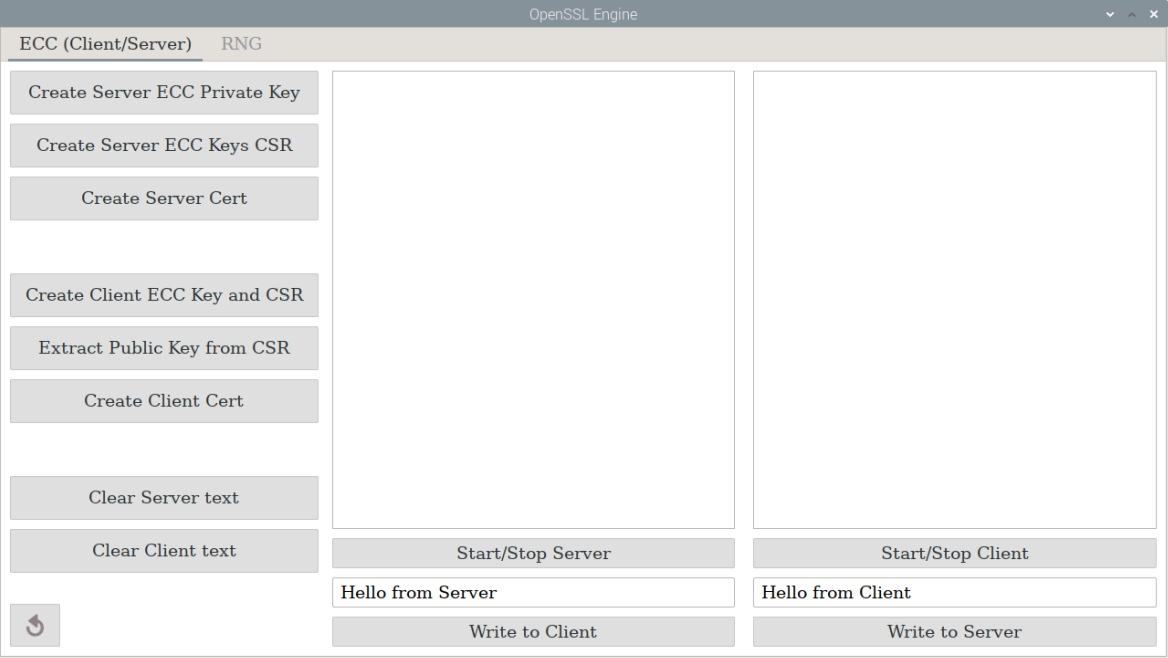 OpenSSL Engine
ECC (Client/Server) RNG
Create Server ECC Private Key
Create Server ECC Keys CSR
Create Server Cert
Create Client ECC Key and CSR
Extract Public Key from CSR
Create Client Cert
Clear Server text
Clear Client text
Start/Stop Server
Hello from Server
Write to Client
Start/Stop Client
Hello from Client
Write to Server